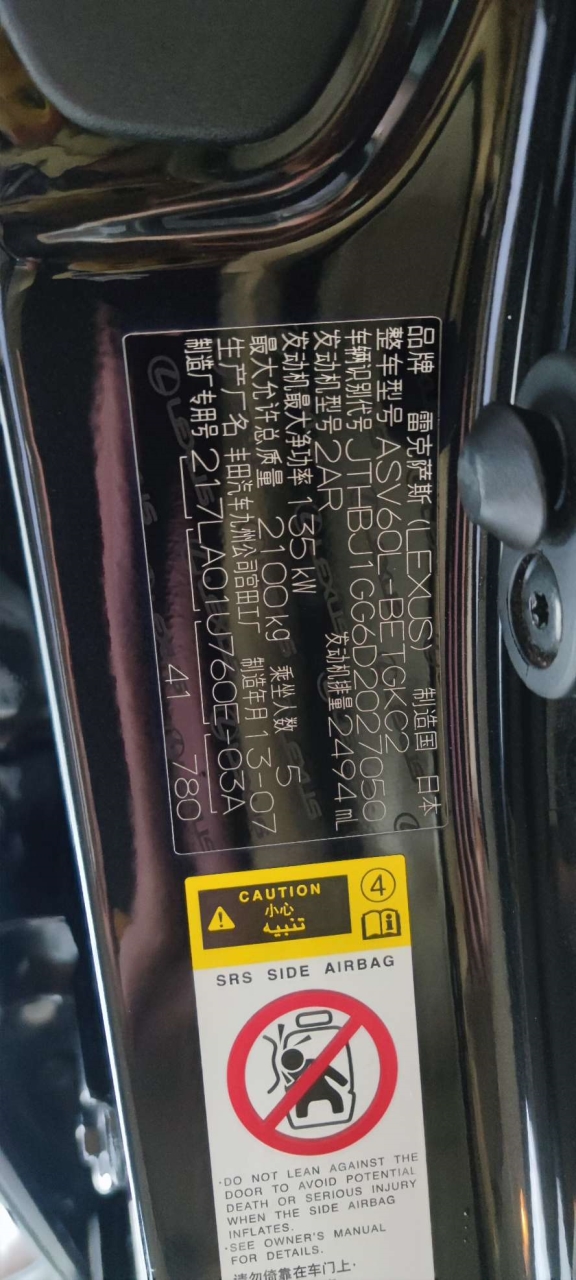 品牌 雷克萨斯 (LEXUS) 制造国 日本
整车型号 ASV60L-BETGKC2
车辆识别代号 JTHBJ1GG6D2027050
发动机型号 2AR 发动机排量 2494 mL
发动机最大净功率 135 kW 乘坐人数 5
最大允许总质量 2100 kg 制造年月 13-07
生产厂名 丰田汽车九州公司宫田工厂
制造厂专用号 217LA01J760E-03A
41 780
CAUTION
小心
تنبيه
4
SRS SIDE AIRBAG
·DO NOT LEAN AGAINST THE
DOOR TO AVOID POTENTIAL
DEATH OR SERIOUS INJURY
WHEN THE SIDE AIRBAG
INFLATES.
·SEE OWNER'S MANUAL
FOR DETAILS.
·请勿倚靠在车门上·